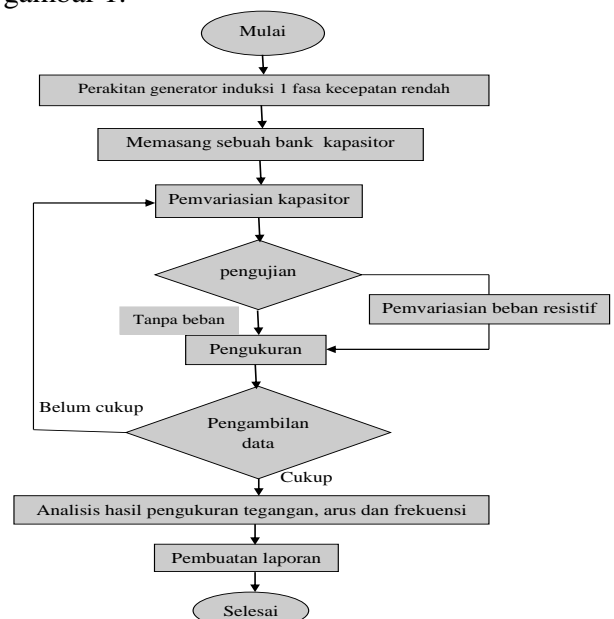 gambar 1.
Mulai
Perakitan generator induksi 1 fasa kecepatan rendah
Memasang sebuah bank kapasitor
Pemvariasian kapasitor
pengujian
Tanpa beban
Pemvariasian beban resistif
Pengukuran
Belum cukup
Pengambilan
data
Cukup
Analisis hasil pengukuran tegangan, arus dan frekuensi
Pembuatan laporan
Selesai